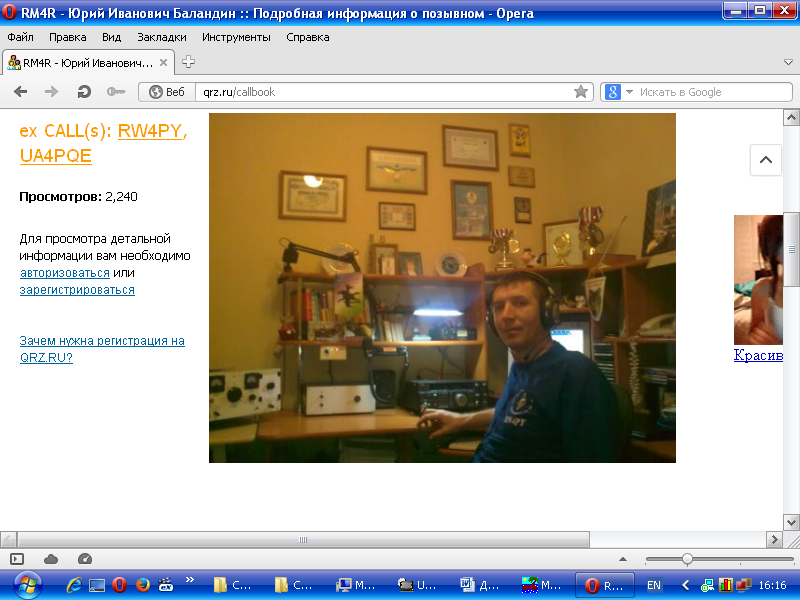 RM4R - Юрий Иванович Баландин :: Подробная информация о позывном - Opera
Файл Правка Вид Закладки Инструменты Справка
RM4R - Юрий Иванович...
Веб qrz.ru/callbook Искать в Google
ex CALL(s): RW4PY,
UA4PQE
Просмотров: 2,240
Для просмотра детальной
информации вам необходимо
авторизоваться или
зарегистрироваться
Зачем нужна регистрация на
QRZ.RU?
RW4PY
Красив
С... С... М... U... Д... М... R... EN 16:16